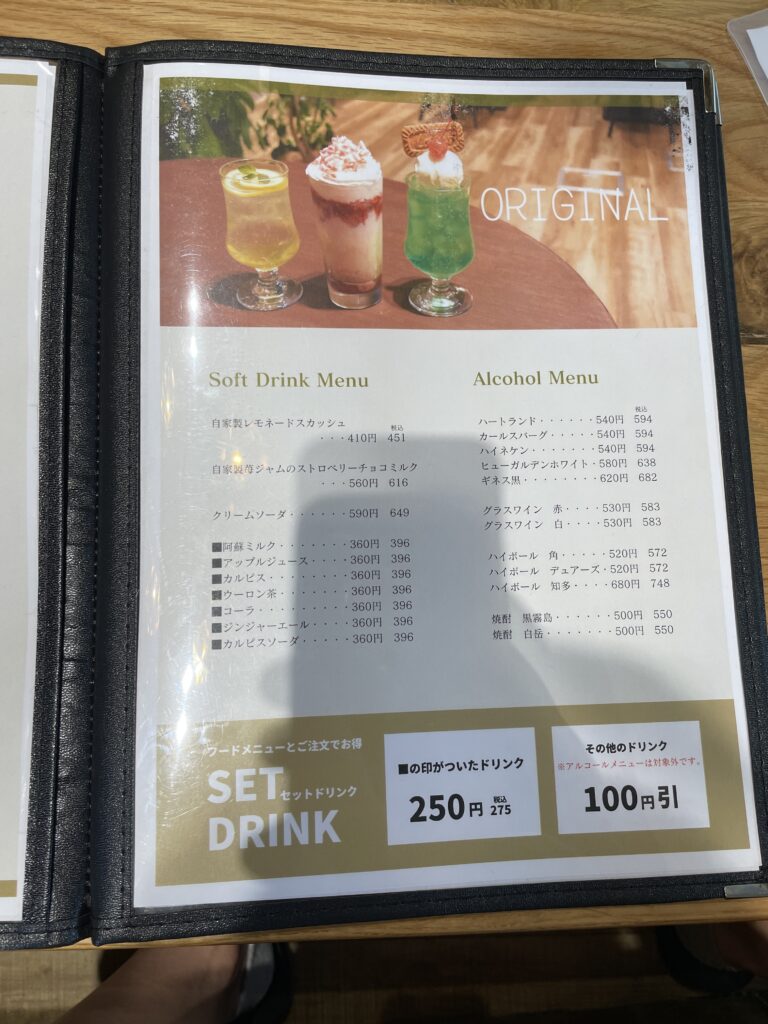 ORIGINAL
Soft Drink Menu
税込
自家製レモネードスカッシュ
・・・410円 451
自家製苺ジャムのストロベリーチョコミルク
・・・560円 616
クリームソーダ・・・・・590円 649
■阿蘇ミルク・・・・・・・360円 396
■アップルジュース・・・・360円 396
■カルピス・・・・・・・・360円 396
■ウーロン茶・・・・・・・360円 396
■コーラ・・・・・・・・・360円 396
■ジンジャーエール・・・・360円 396
■カルピスソーダ・・・・・360円 396
Alcohol Menu
税込
ハートランド・・・・・・540円 594
カールスバーグ・・・・・540円 594
ハイネケン・・・・・・・540円 594
ヒューガルデンホワイト・580円 638
ギネス黒・・・・・・・・620円 682
グラスワイン 赤・・・・530円 583
グラスワイン 白・・・・530円 583
ハイボール 角・・・・・520円 572
ハイボール デュアーズ・520円 572
ハイボール 知多・・・・680円 748
焼酎 黒霧島・・・・・・・500円 550
焼酎 白岳・・・・・・・・500円 550
フードメニューとご注文でお得
SET セットドリンク
DRINK
■の印がついたドリンク
250円 税込 275
その他のドリンク
※アルコールメニューは対象外です。
100円引